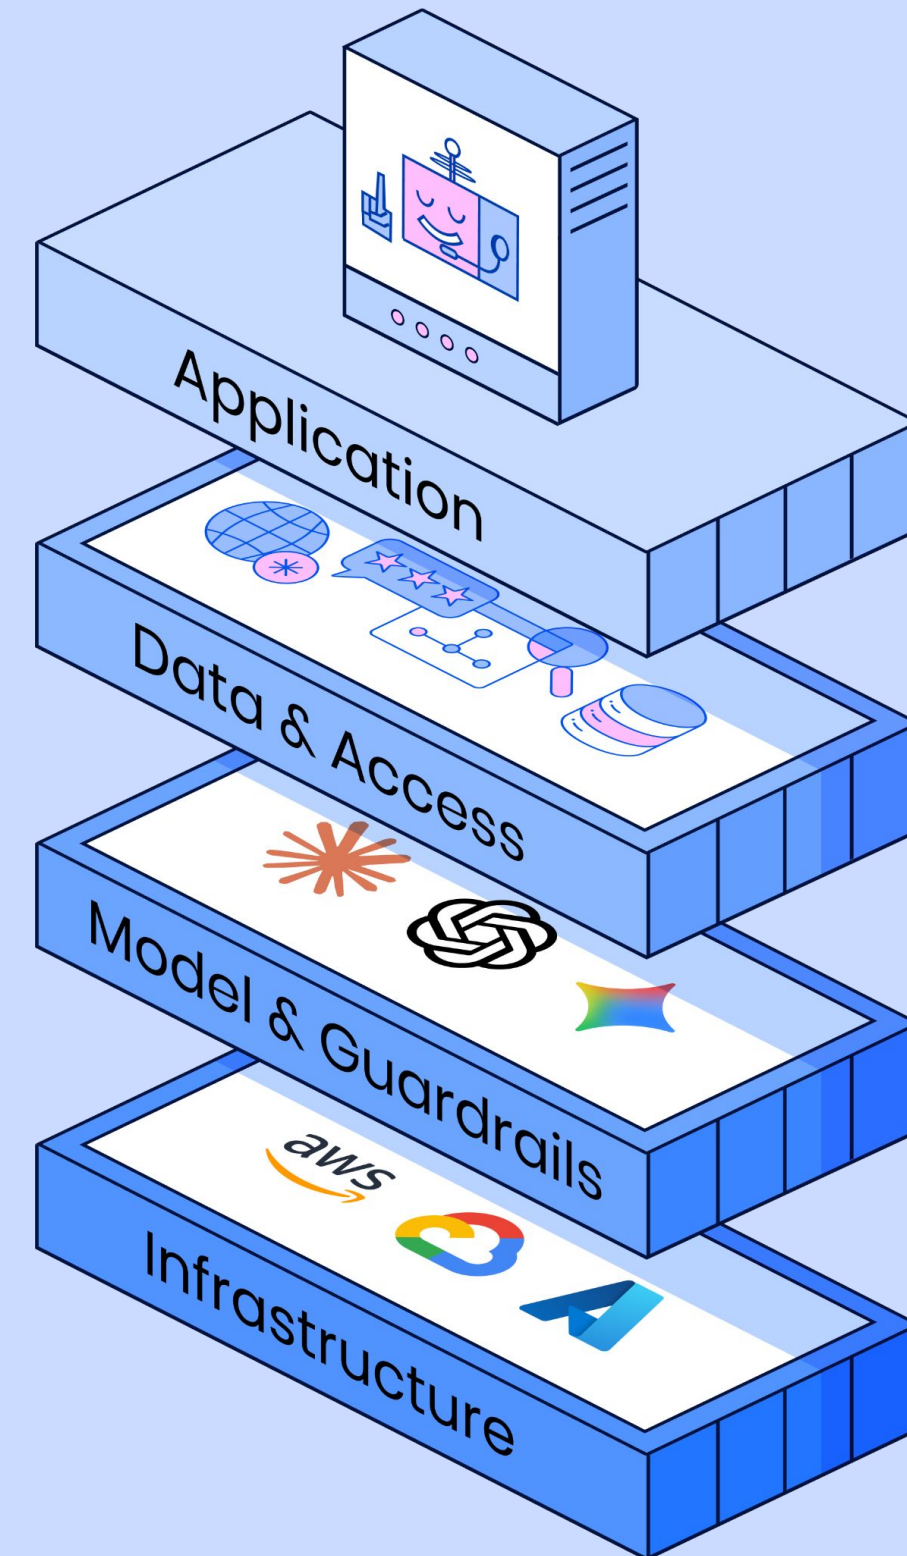 Application
Data & Access
Model & Guardrails
aws
Infrastructure